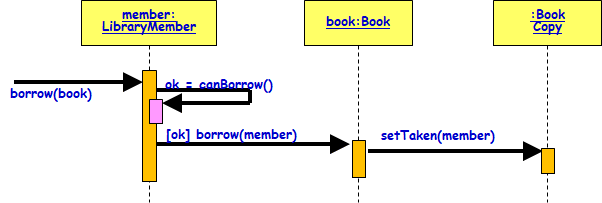 member:
LibraryMember
book:Book
:Book
Copy
ok = canBorrow()
borrow(book)
[ok] borrow(member)
setTaken(member)